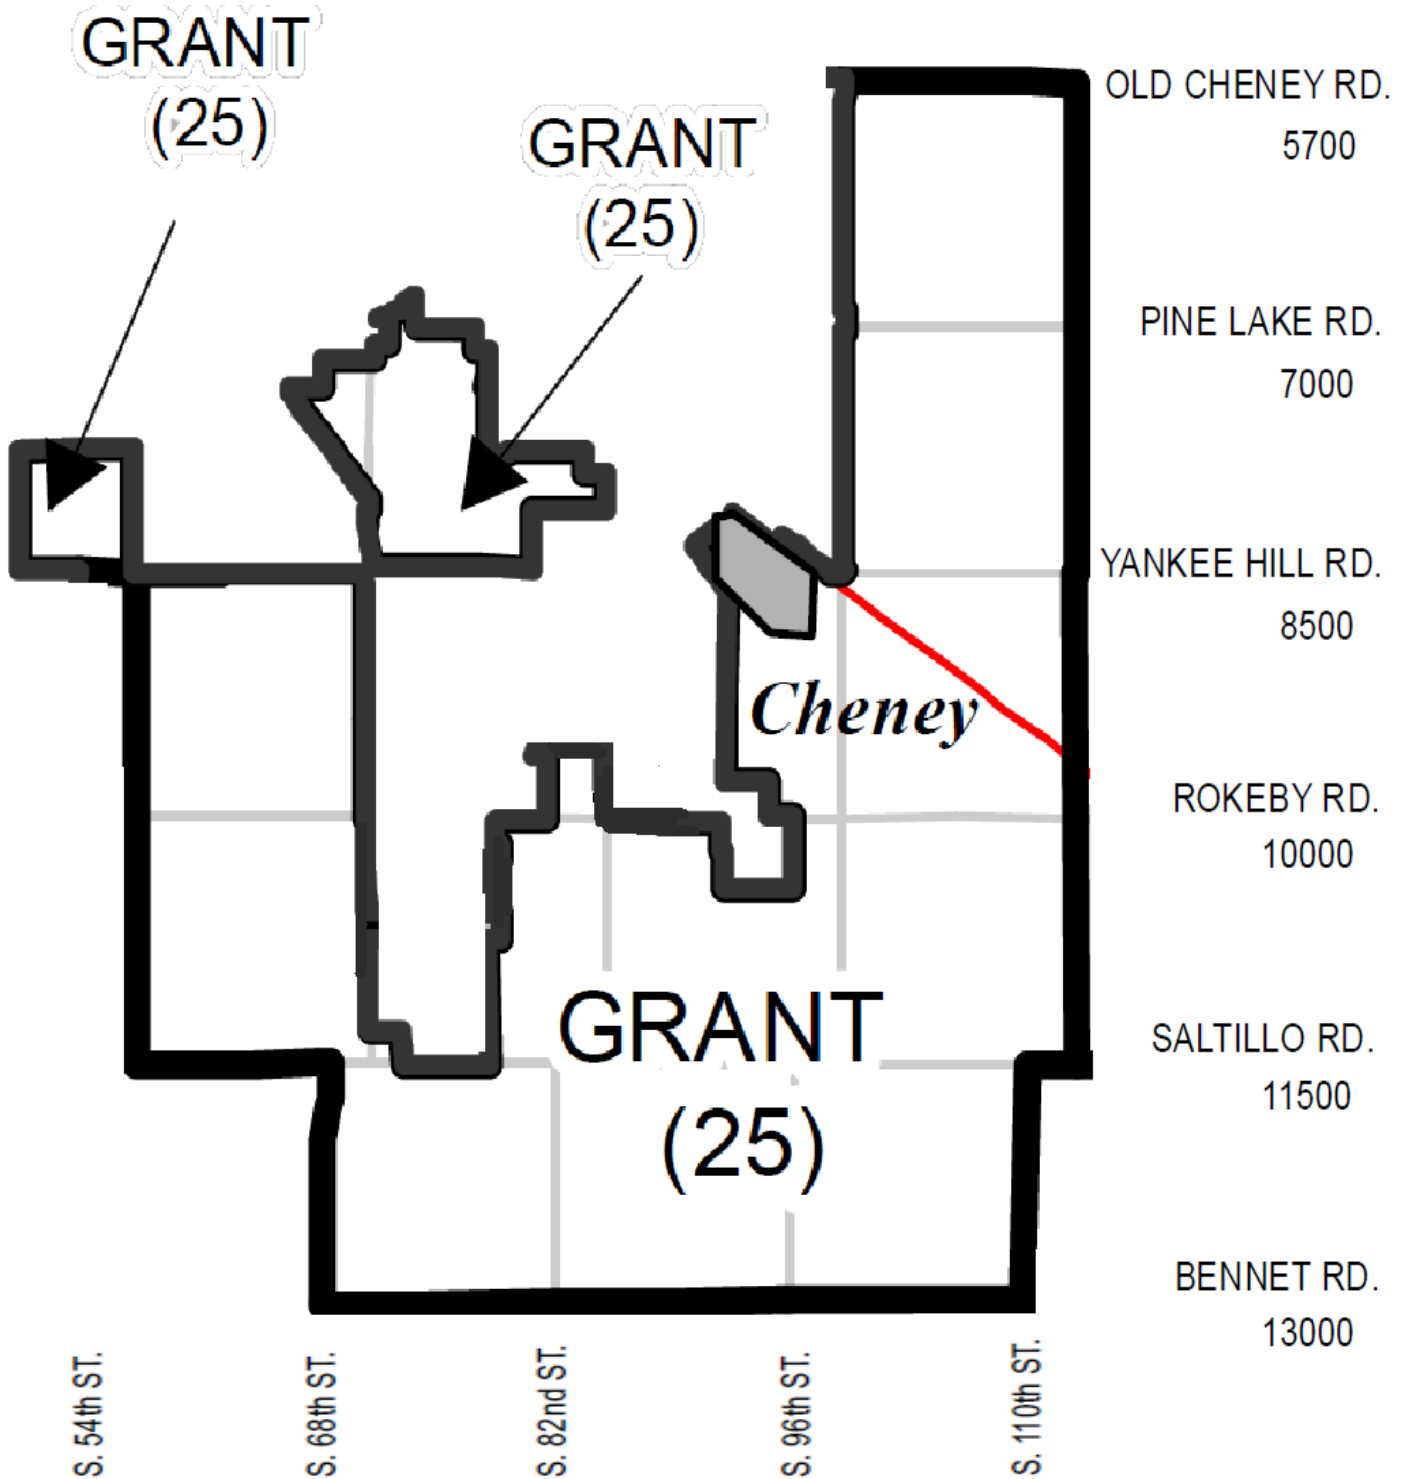 GRANT
(25)
GRANT
(25)
OLD CHENEY RD.
5700
PINE LAKE RD.
7000
YANKEE HILL RD.
8500
Cheney
ROKEBY RD.
10000
GRANT
(25)
SALTILLO RD.
11500
BENNET RD.
13000
S. 54th ST.
S. 68th ST.
S. 82nd ST.
S. 96th ST.
S. 110th ST.